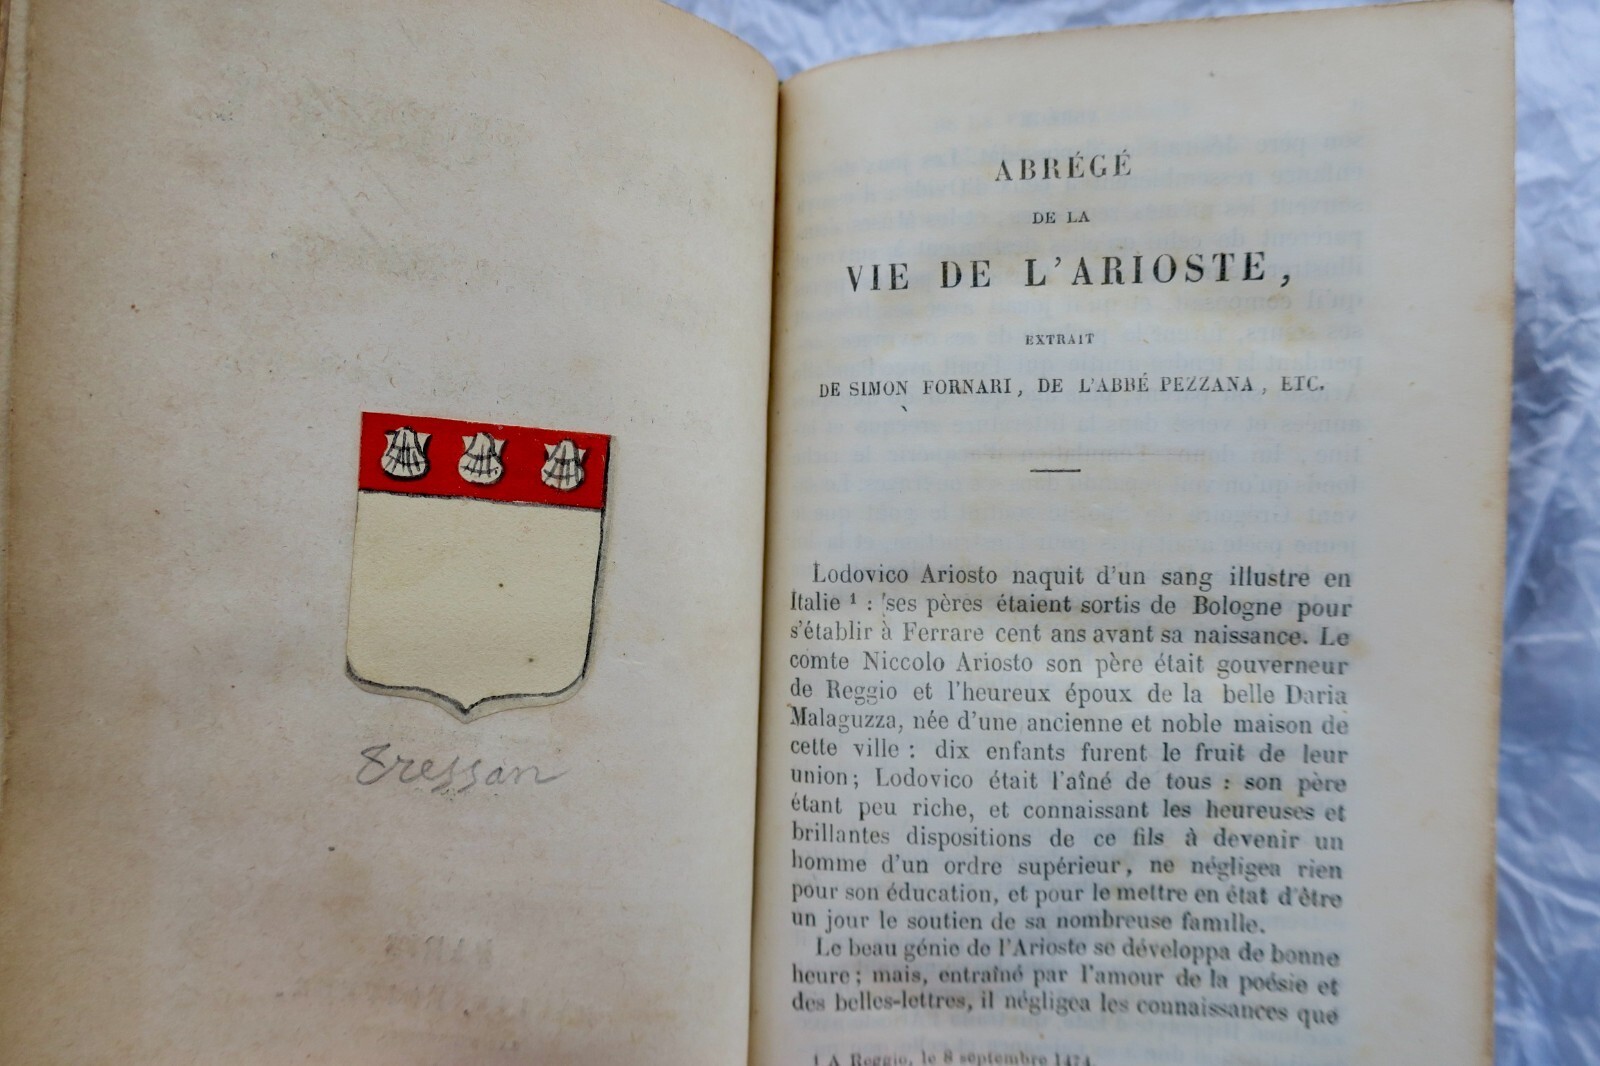 Tressan
ABRÉGÉ
DE LA
VIE DE L'ARIOSTE,
EXTRAIT
DE SIMON FORNARI, DE L'ABBÉ PEZZANA, ETC.
Lodovico Ariosto naquit d'un sang illustre en
Italie ¹ : ses pères étaient sortis de Bologne pour
s'établir à Ferrare cent ans avant sa naissance. Le
comte Niccolo Ariosto son père était gouverneur
de Reggio et l'heureux époux de la belle Daria
Malaguzza, née d'une ancienne et noble maison de
cette ville : dix enfants furent le fruit de leur
union; Lodovico était l'aîné de tous : son père
étant peu riche, et connaissant les heureuses et
brillantes dispositions de ce fils à devenir un
homme d'un ordre supérieur, ne négligea rien
pour son éducation, et pour le mettre en état d'être
un jour le soutien de sa nombreuse famille.
Le beau génie de l'Arioste se développa de bonne
heure; mais, entraîné par l'amour de la poésie et
des belles-lettres, il négligea les connaissances que
1 A Reggio, le 8 septembre 1474.